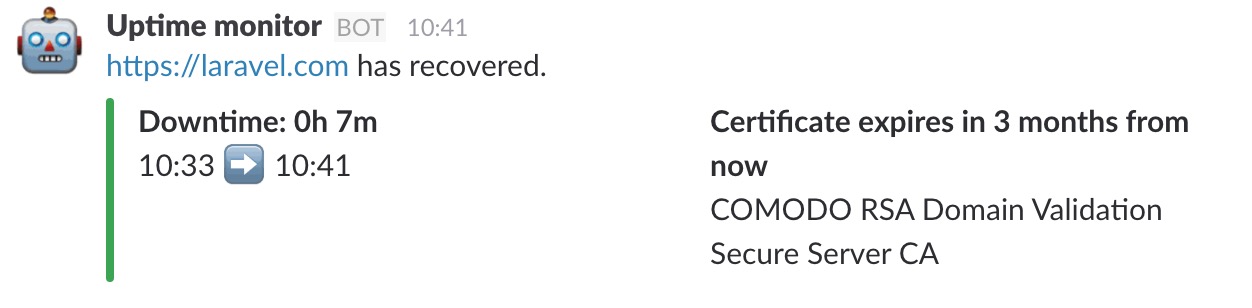 Uptime monitor BOT 10:41
https://laravel.com has recovered.
Downtime: 0h 7m
10:33 ➡️ 10:41
Certificate expires in 3 months from
now
COMODO RSA Domain Validation
Secure Server CA